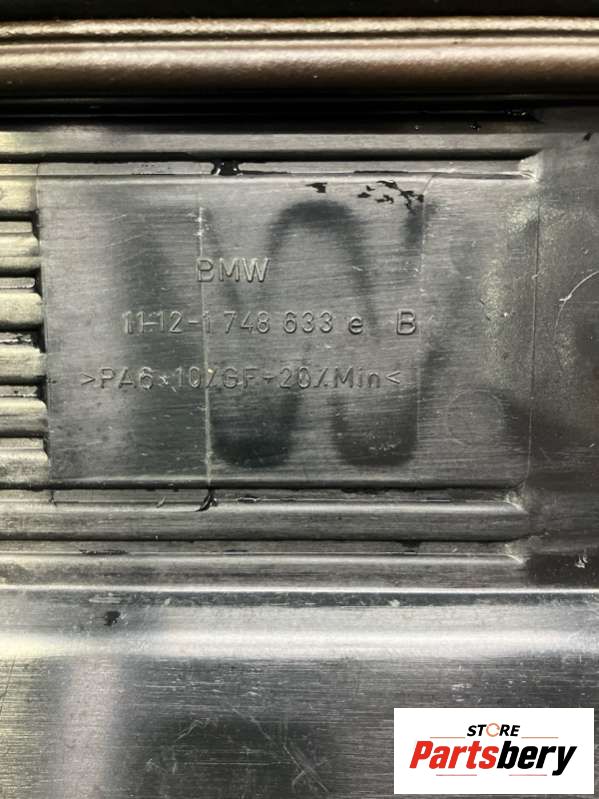 BMW
11-12-1 748 633 e B
>PA6+10%GF+20%Min<
W
STORE
Partsbery